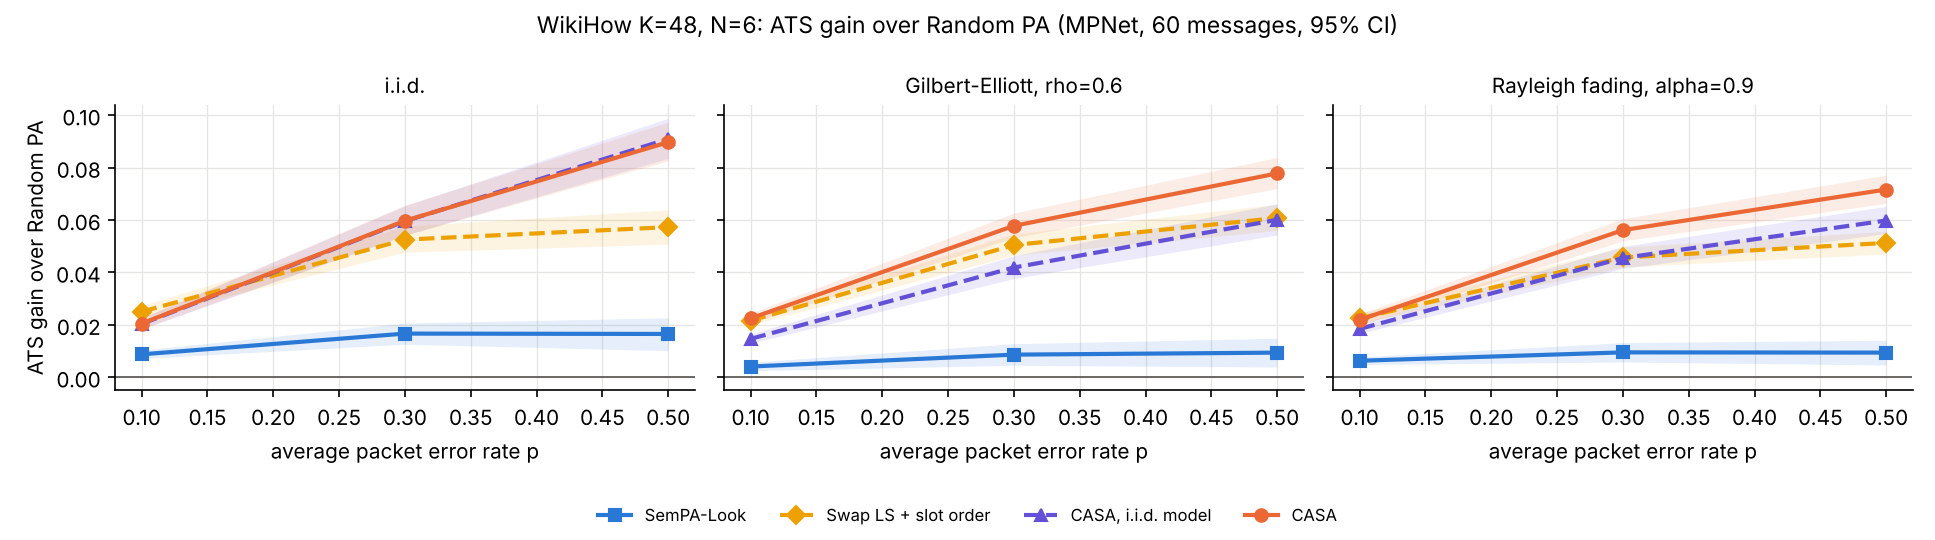 WikiHow K=48, N=6: ATS gain over Random PA (MPNet, 60 messages, 95% CI)
i.i.d.
Gilbert-Elliott, rho=0.6
Rayleigh fading, alpha=0.9
ATS gain over Random PA
0.10
0.08
0.06
0.04
0.02
0.00
0.10 0.15 0.20 0.25 0.30 0.35 0.40 0.45 0.50
0.10 0.15 0.20 0.25 0.30 0.35 0.40 0.45 0.50
0.10 0.15 0.20 0.25 0.30 0.35 0.40 0.45 0.50
average packet error rate p
average packet error rate p
average packet error rate p
SemPA-Look
Swap LS + slot order
CASA, i.i.d. model
CASA